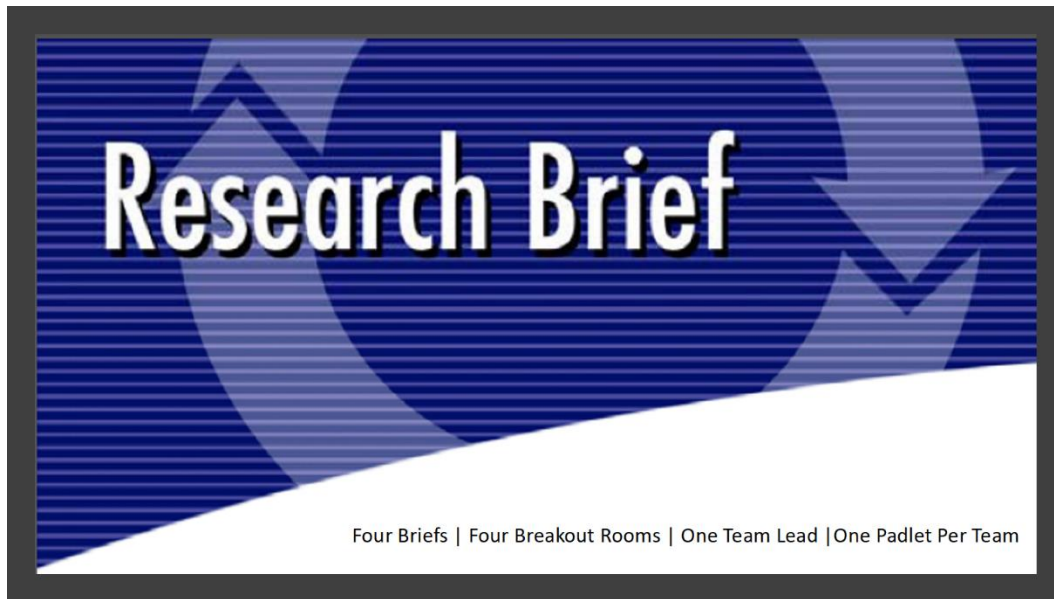 Research Brief
Four Briefs | Four Breakout Rooms | One Team Lead |One Padlet Per Team